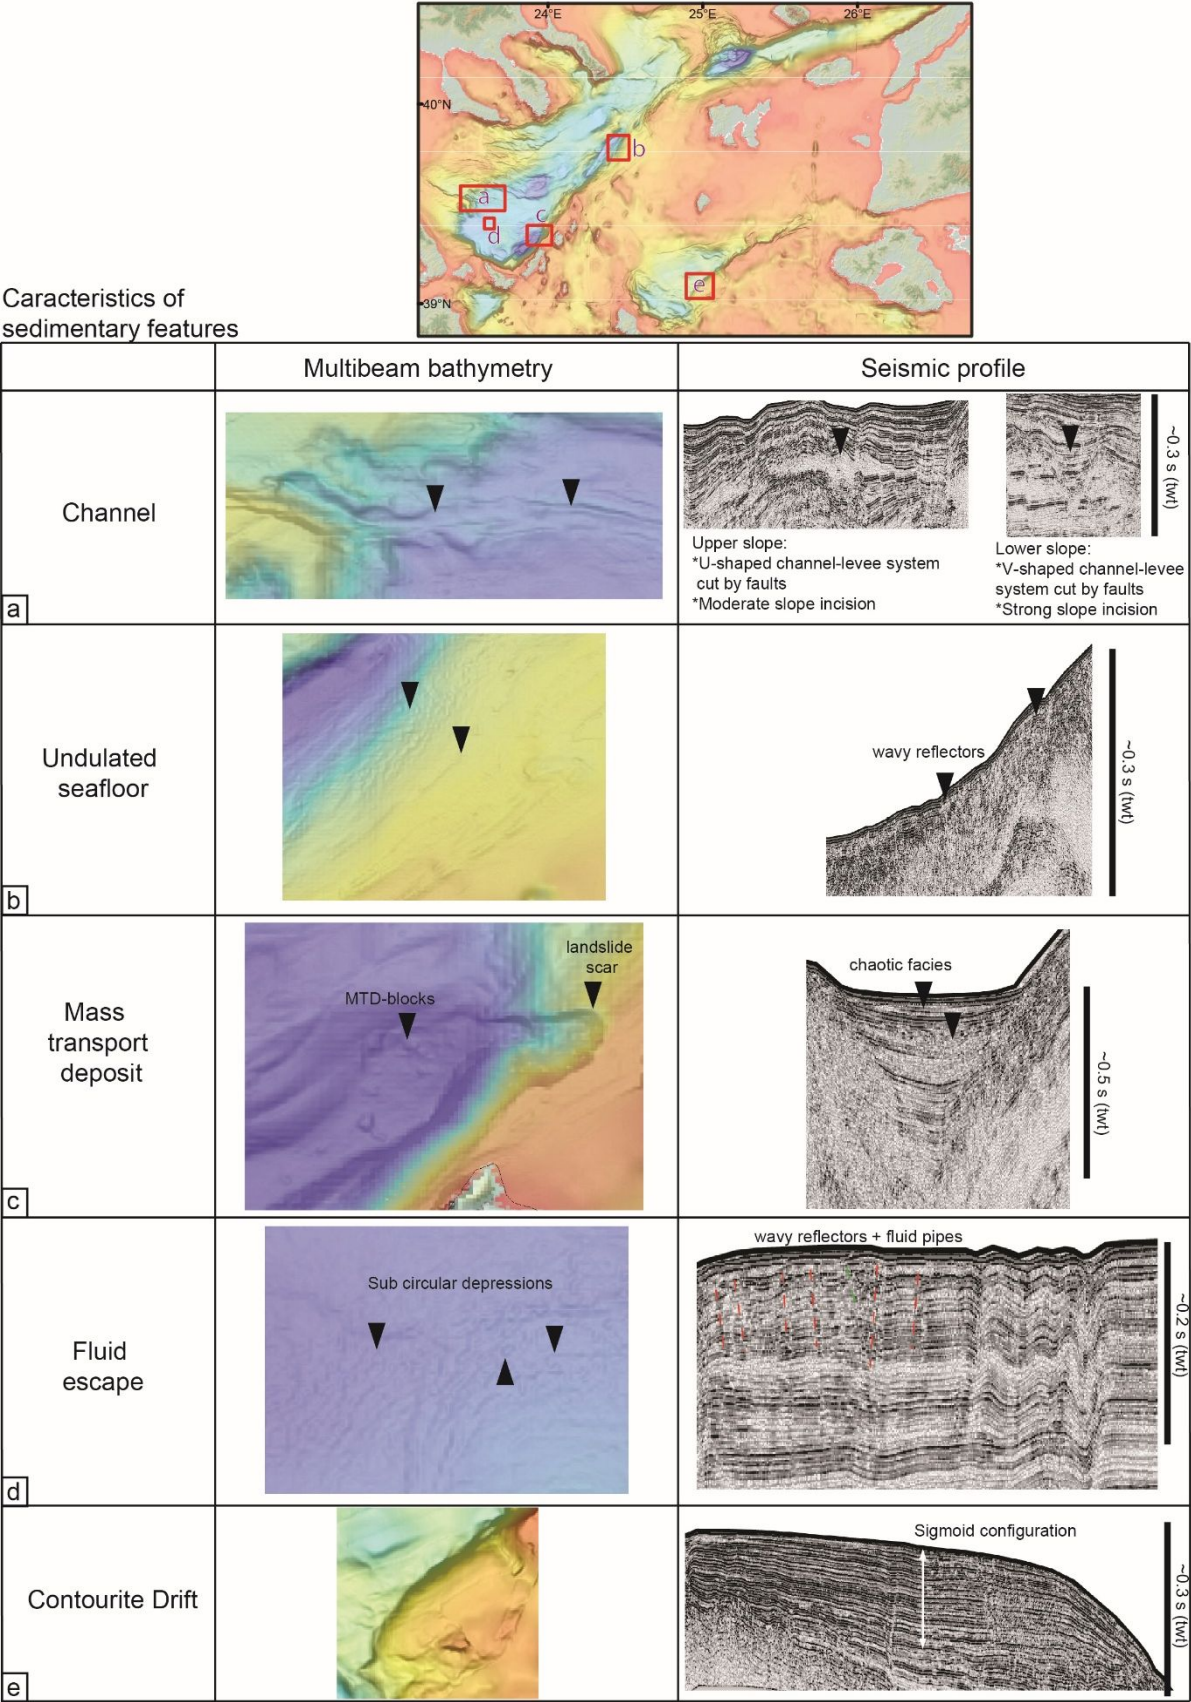 24°E
25°E
26°E
40°N
39°N
b
a
c
d
e
Caracteristics of
sedimentary features
Multibeam bathymetry
Seismic profile
Channel
a
Upper slope:
*U-shaped channel-levee system
cut by faults
*Moderate slope incision
Lower slope:
*V-shaped channel-levee
system cut by faults
*Strong slope incision
~0.3 s (twt)
Undulated
seafloor
b
wavy reflectors
~0.3 s (twt)
Mass
transport
deposit
c
landslide
scar
MTD-blocks
chaotic facies
~0.5 s (twt)
Fluid
escape
d
Sub circular depressions
wavy reflectors + fluid pipes
~0.2 s (twt)
Contourite Drift
e
Sigmoid configuration
~0.3 s (twt)